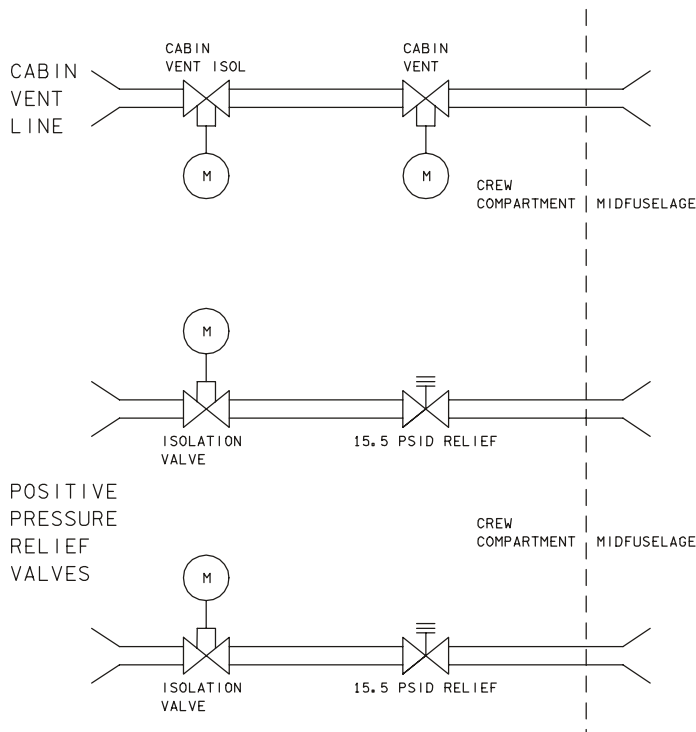 CABIN
VENT
LINE
CABIN
VENT ISOL
CABIN
VENT
M
M
CREW
COMPARTMENT
MIDFUSELAGE
M
ISOLATION
VALVE
15.5 PSID RELIEF
POSITIVE
PRESSURE
RELIEF
VALVES
CREW
COMPARTMENT
MIDFUSELAGE
M
ISOLATION
VALVE
15.5 PSID RELIEF